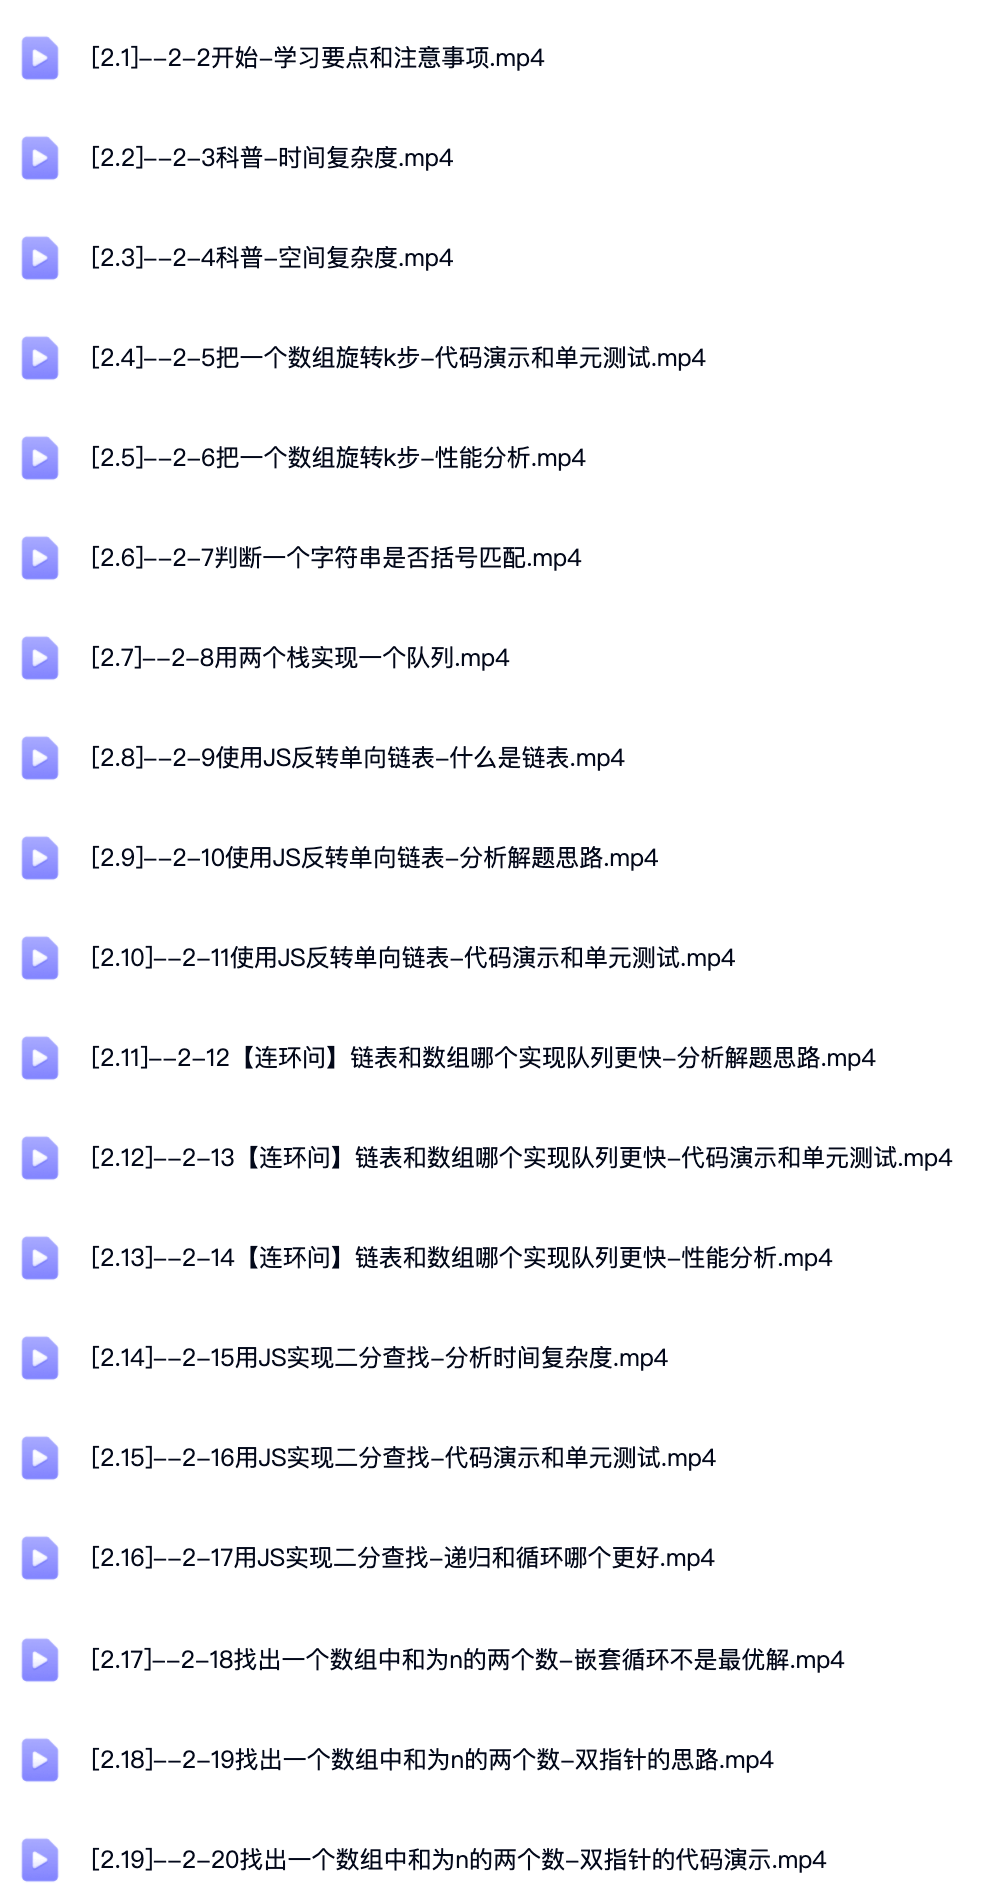 [2.1]--2-2开始-学习要点和注意事项.mp4
[2.2]--2-3科普-时间复杂度.mp4
[2.3]--2-4科普-空间复杂度.mp4
[2.4]--2-5把一个数组旋转k步-代码演示和单元测试.mp4
[2.5]--2-6把一个数组旋转k步-性能分析.mp4
[2.6]--2-7判断一个字符串是否括号匹配.mp4
[2.7]--2-8用两个栈实现一个队列.mp4
[2.8]--2-9使用JS反转单向链表-什么是链表.mp4
[2.9]--2-10使用JS反转单向链表-分析解题思路.mp4
[2.10]--2-11使用JS反转单向链表-代码演示和单元测试.mp4
[2.11]--2-12【连环问】链表和数组哪个实现队列更快-分析解题思路.mp4
[2.12]--2-13【连环问】链表和数组哪个实现队列更快-代码演示和单元测试.mp4
[2.13]--2-14【连环问】链表和数组哪个实现队列更快-性能分析.mp4
[2.14]--2-15用JS实现二分查找-分析时间复杂度.mp4
[2.15]--2-16用JS实现二分查找-代码演示和单元测试.mp4
[2.16]--2-17用JS实现二分查找-递归和循环哪个更好.mp4
[2.17]--2-18找出一个数组中和为n的两个数-嵌套循环不是最优解.mp4
[2.18]--2-19找出一个数组中和为n的两个数-双指针的思路.mp4
[2.19]--2-20找出一个数组中和为n的两个数-双指针的代码演示.mp4